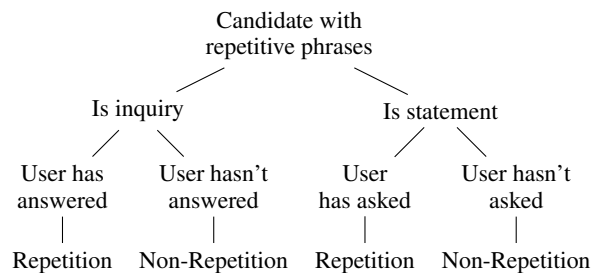 Candidate with
repetitive phrases
Is inquiry
Is statement
User has
answered
User hasn't
answered
User
has asked
User hasn't
asked
Repetition
Non-Repetition
Repetition
Non-Repetition